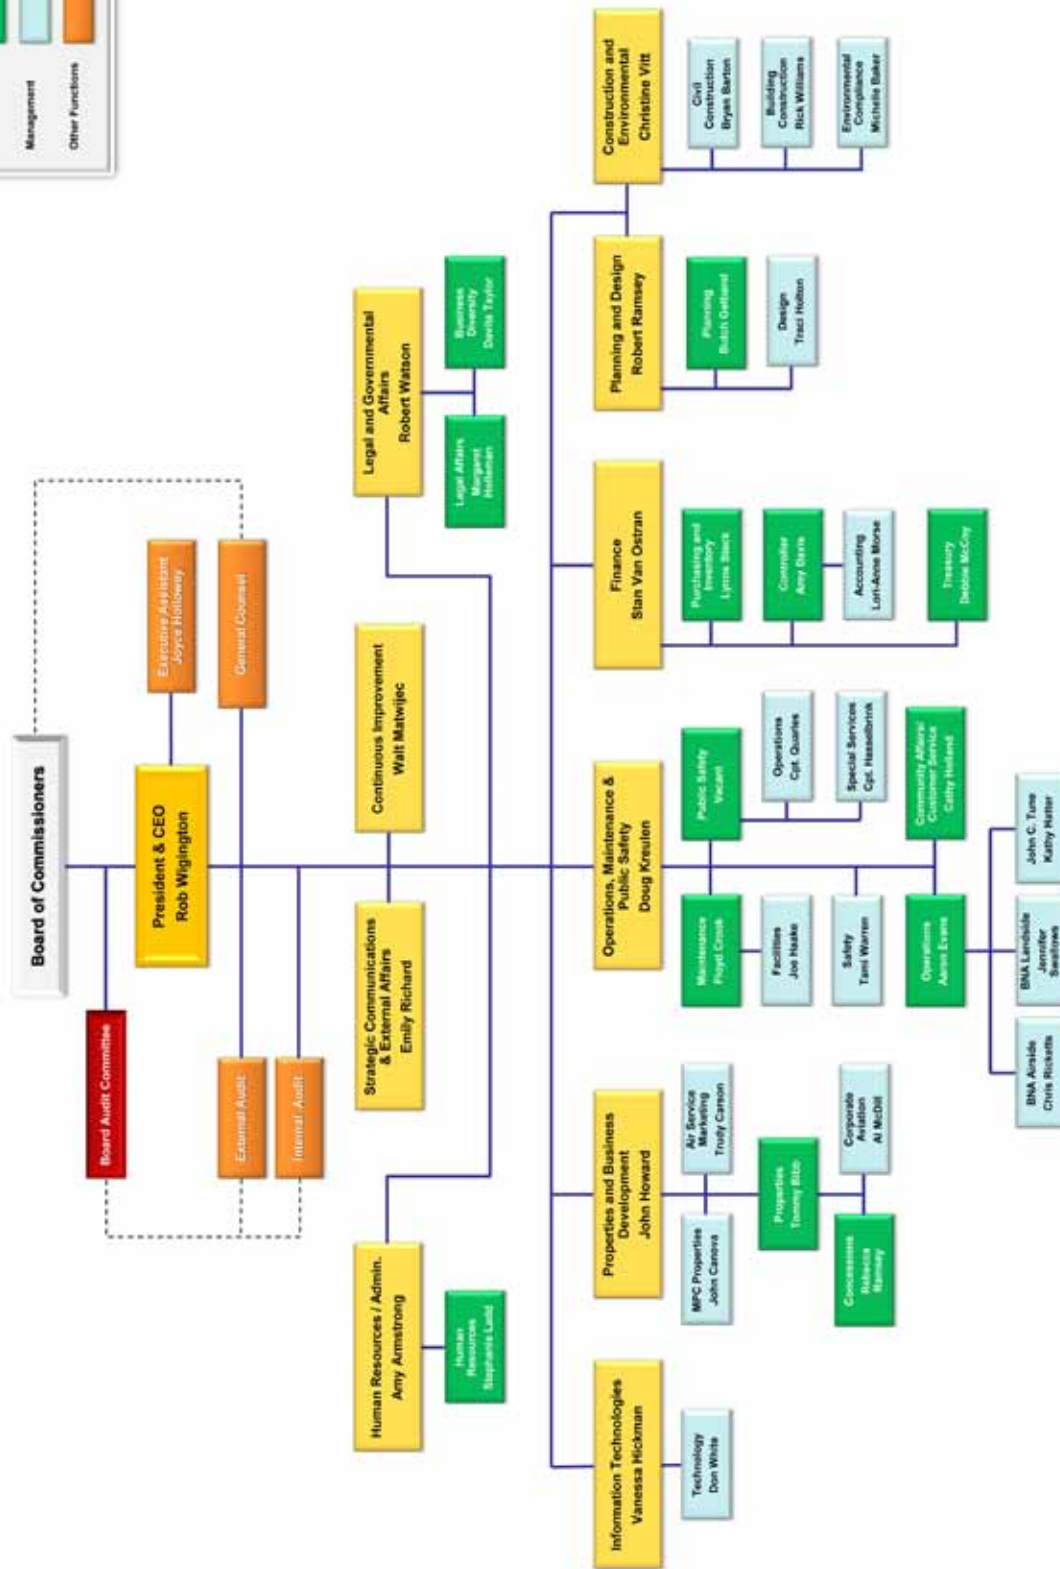 Management
Other Functions
Board of Commissioners
Board Audit Committee
President & CEO
Rob Wigington
Executive Assistant
Joyce Holloway
External Audit
General Counsel
Internal Audit
Human Resources / Admin.
Amy Armstrong
Strategic Communications
& External Affairs
Emily Richard
Continuous Improvement
Walt Matwijec
Legal and Governmental
Affairs
Robert Watson
Human
Resources
Stephanie Ladd
Legal Affairs
Margaret
Holleman
Business
Diversity
Davita Taylor
Information Technologies
Vanessa Hickman
Properties and Business
Development
John Howard
Operations, Maintenance &
Public Safety
Doug Kreulen
Finance
Stan Van Ostran
Planning and Design
Robert Ramsey
Construction and
Environmental
Christine Vitt
Technology
Don White
MPC Properties
John Canova
Air Service
Marketing
Trudy Carson
Properties
Tommy Bibb
Concessions
Rebecca
Ramsey
Corporate
Aviation
Al McDill
Maintenance
Floyd Crook
Public Safety
Vacant
Facilities
Joe Haake
Operations
Cpt. Quarles
Safety
Tami Warren
Special Services
Cpt. Hasselbrink
Operations
Aaron Evans
Community Affairs/
Customer Service
Cathy Holland
BNA Airside
Chris Ricketts
BNA Landside
Jennifer
Swallows
John C. Tune
Kathy Hatter
Purchasing and
Inventory
Lynne Slack
Controller
Amy Davis
Accounting
Lori-Anne Morse
Treasury
Debbie McCoy
Planning
Butch
Design
Traci Holton
Civil
Construction
Bryan Barton
Building
Construction
Rick Williams
Environmental
Compliance
Michelle Baker